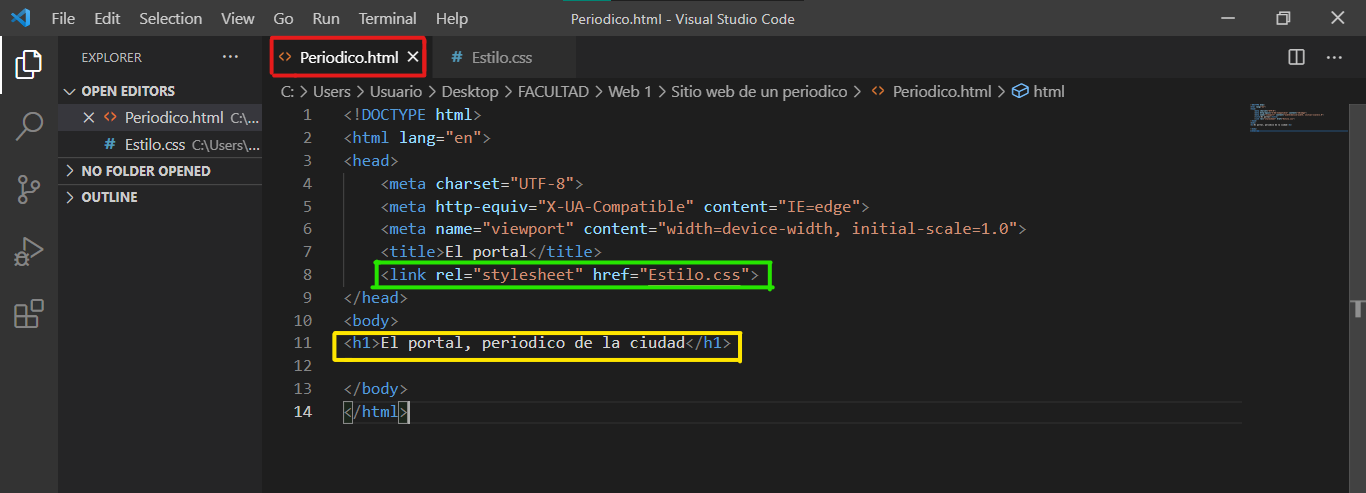 File Edit Selection View Go Run Terminal Help Periodico.html - Visual Studio Code
EXPLORER
OPEN EDITORS
Periodico.html C:\...
Estilo.css C:\Users\...
NO FOLDER OPENED
OUTLINE
Periodico.html Estilo.css
C: > Users > Usuario > Desktop > FACULTAD > Web 1 > Sitio web de un periodico > Periodico.html > html
1 <!DOCTYPE html>
2 <html lang="en">
3 <head>
4 <meta charset="UTF-8">
5 <meta http-equiv="X-UA-Compatible" content="IE=edge">
6 <meta name="viewport" content="width=device-width, initial-scale=1.0">
7 <title>El portal</title>
8 <link rel="stylesheet" href="Estilo.css">
9 </head>
10 <body>
11 <h1>El portal, periodico de la ciudad</h1>
12
13 </body>
14 </html>